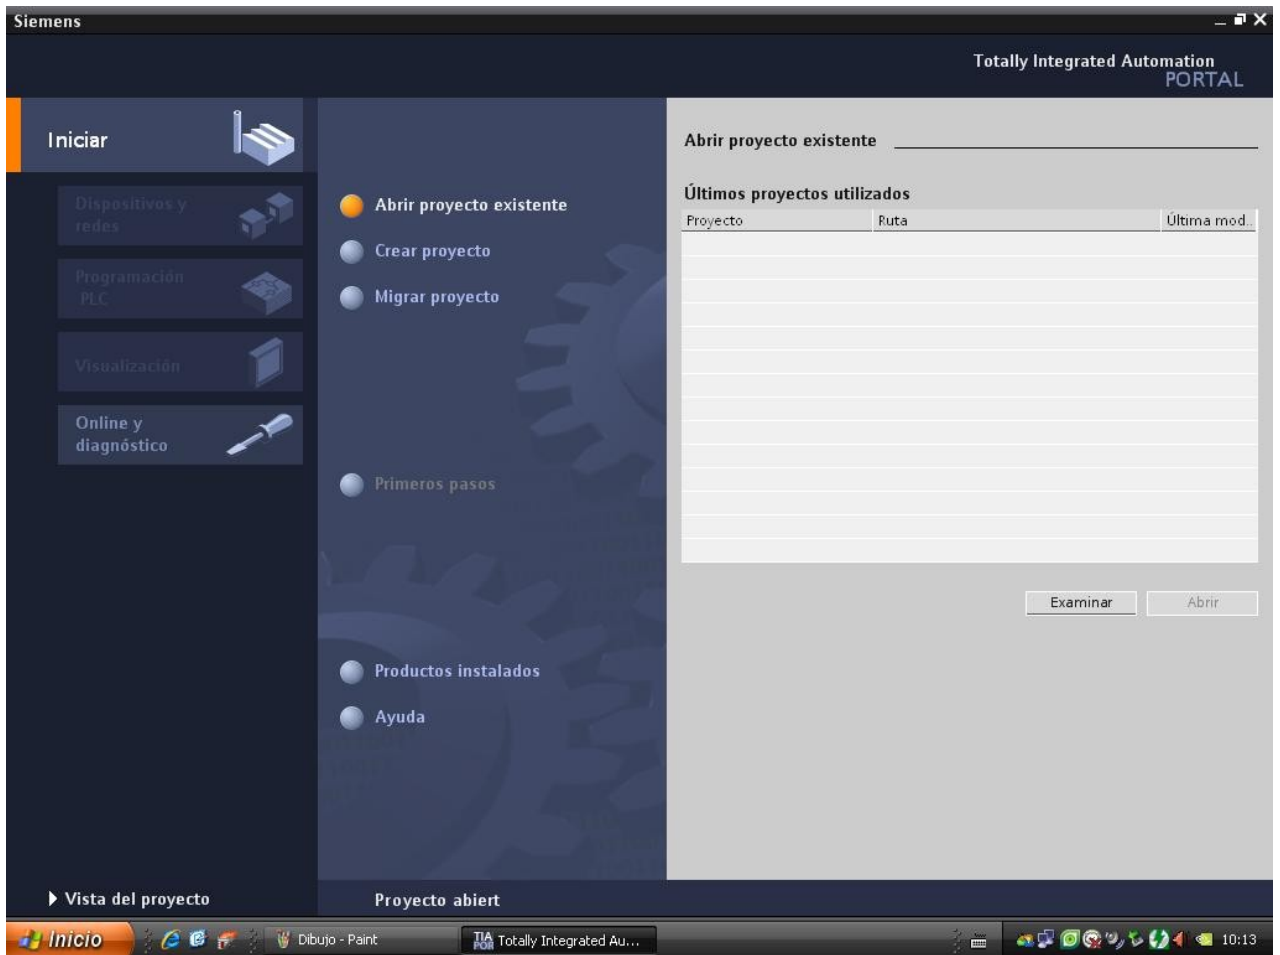 Siemens
Totally Integrated Automation
PORTAL
Iniciar
Dispositivos y
redes
Programación
PLC
Visualización
Online y
diagnóstico
Abrir proyecto existente
Crear proyecto
Migrar proyecto
Primeros pasos
Productos instalados
Ayuda
Abrir proyecto existente
Últimos proyectos utilizados
Proyecto Ruta Última mod..
Examinar Abrir
Vista del proyecto
Proyecto abiert
Inicio Dibujo - Paint TIA POR Totally Integrated Au... 10:13